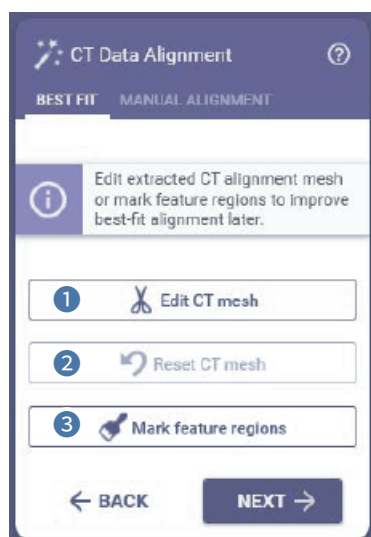 CT Data Alignment
BEST FIT MANUAL ALIGNMENT
Edit extracted CT alignment mesh
or mark feature regions to improve
best-fit alignment later.
1 Edit CT mesh
2 Reset CT mesh
3 Mark feature regions
BACK NEXT